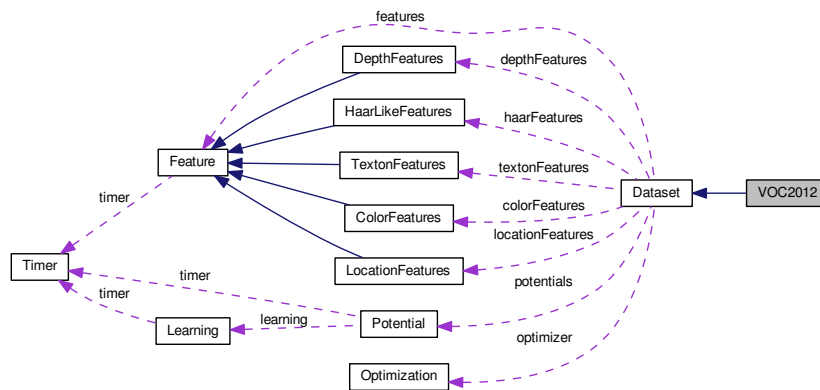 features
DepthFeatures
depthFeatures
HaarLikeFeatures
haarFeatures
Feature
TextonFeatures
textonFeatures
Dataset
VOC2012
timer
ColorFeatures
colorFeatures
locationFeatures
Timer
LocationFeatures
timer
potentials
timer
learning
Learning
Potential
optimizer
Optimization